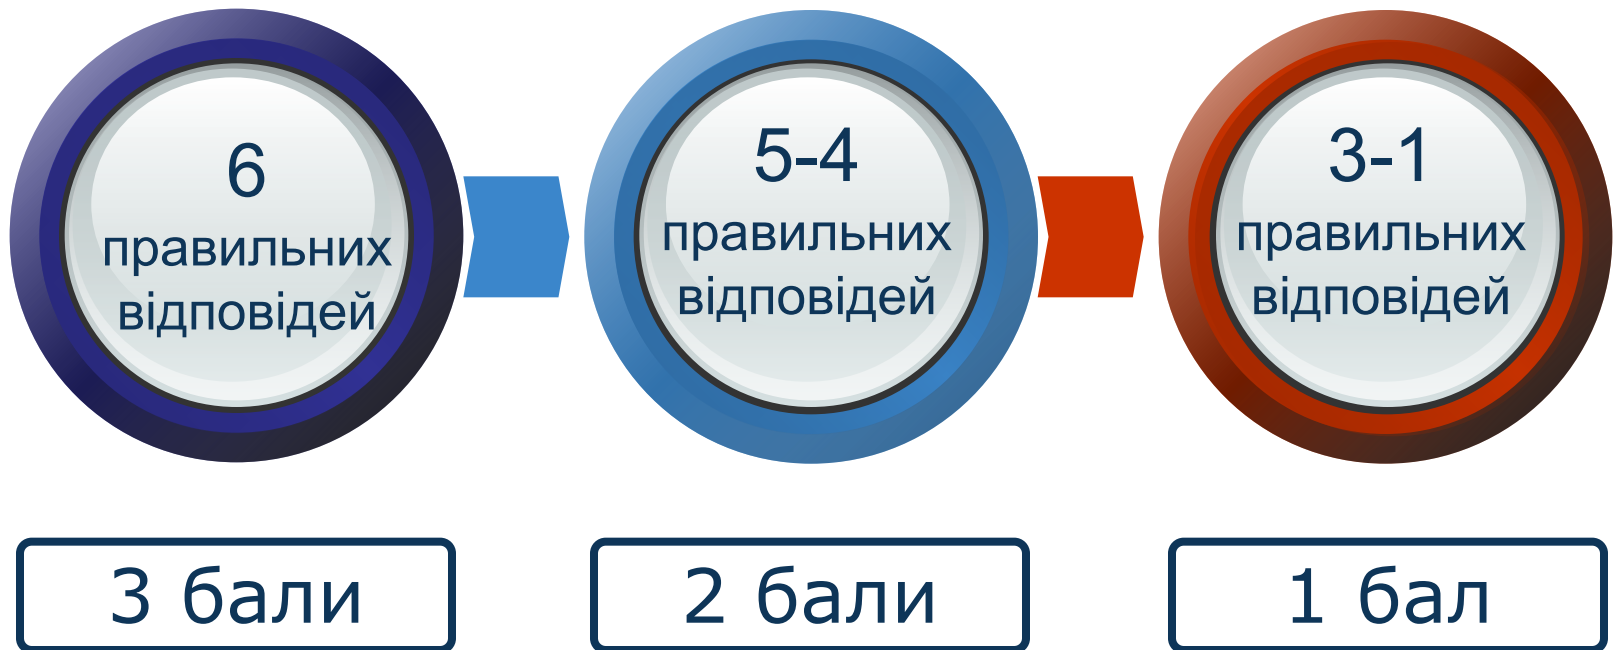 6
правильних
відповідей
5-4
правильних
відповідей
3-1
правильних
відповідей
3 бали
2 бали
1 бал